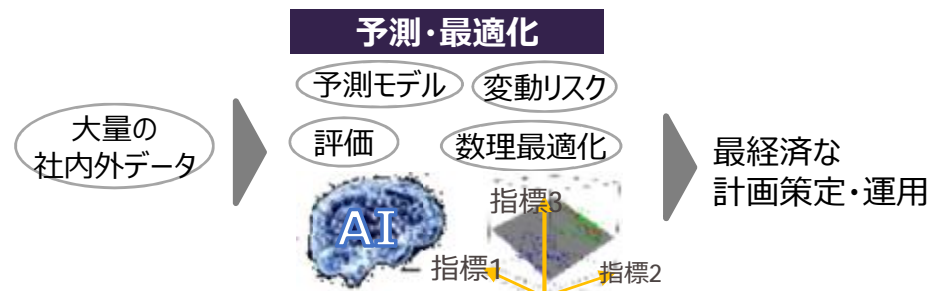 予測・最適化
予測モデル
変動リスク
大量の
社内外データ
評価
数理最適化
最経済な
計画策定・運用
AI
指標3
指標1
指標2